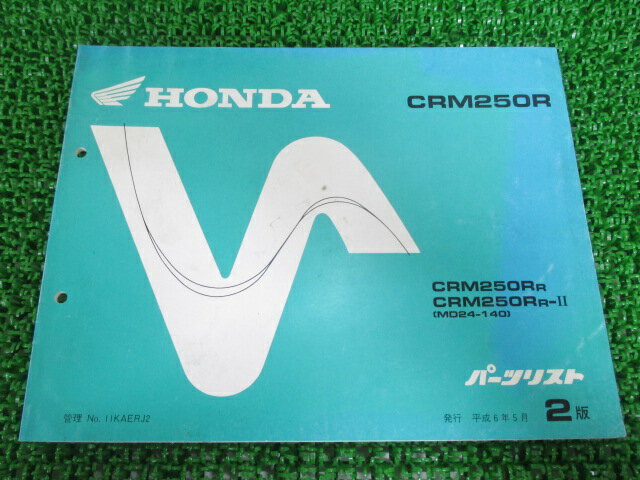 HONDA
CRM250R
CRM250RR
CRM250RR-II
(MD24-140)
パーツリスト
管理 No. 11KAERJ2
発行 平成6年5月 2版